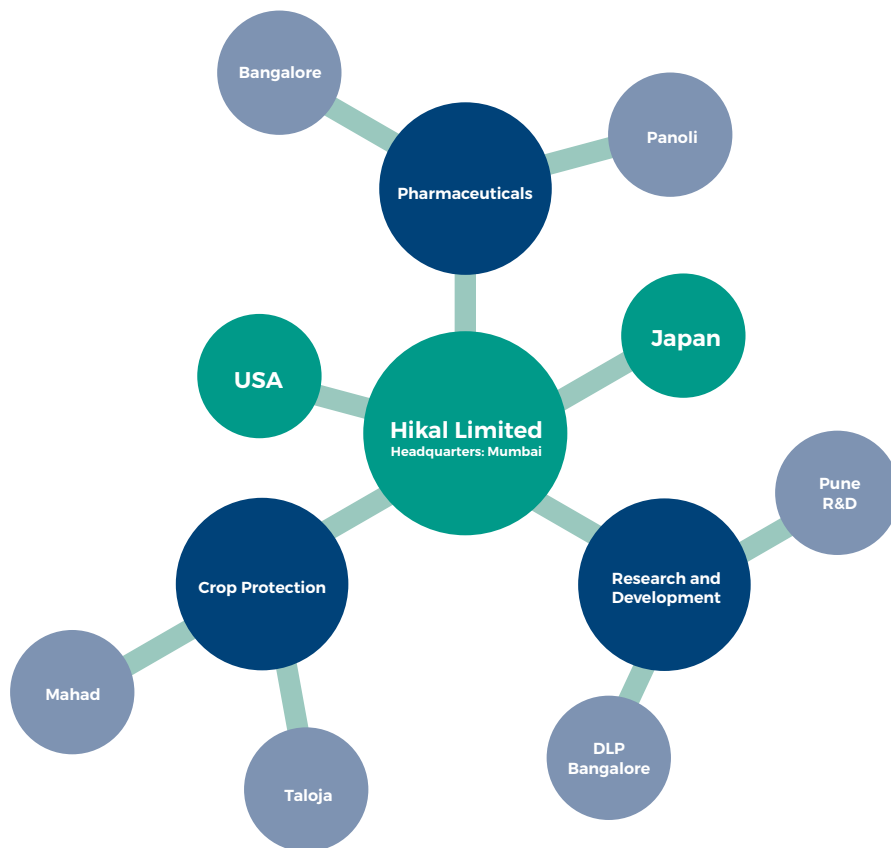 Bangalore
Panoli
Pharmaceuticals
Japan
USA
Hikal Limited
Headquarters: Mumbai
Pune
R&D
Research and
Development
Crop Protection
Mahad
DLP
Bangalore
Taloja